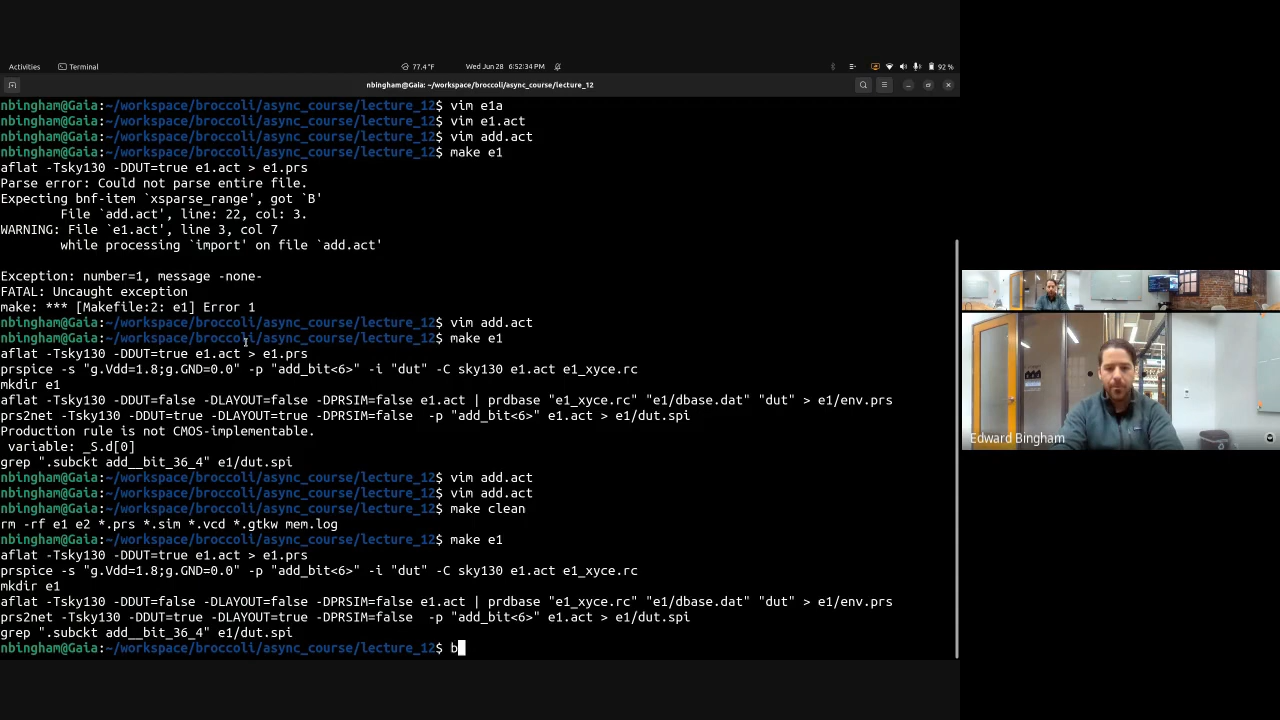 Activities
Terminal
77.4°F
Wed Jun 28 6:52:34 PM
92 %
nbingham@Gaia: ~/workspace/broccoli/async_course/lecture_12
nbingham@Gaia:~/workspace/broccoli/async_course/lecture_12$ vim e1a
nbingham@Gaia:~/workspace/broccoli/async_course/lecture_12$ vim e1.act
nbingham@Gaia:~/workspace/broccoli/async_course/lecture_12$ vim add.act
nbingham@Gaia:~/workspace/broccoli/async_course/lecture_12$ make e1
aflat -Tsky130 -DDUT=true e1.act > e1.prs
Parse error: Could not parse entire file.
Expecting bnf-item `xsparse_range', got `B'
        File `add.act', line: 22, col: 3.
WARNING: File `e1.act', line 3, col 7
        while processing `import' on file `add.act'
Exception: number=1, message -none-
FATAL: Uncaught exception
make: *** [Makefile:2: e1] Error 1
nbingham@Gaia:~/workspace/broccoli/async_course/lecture_12$ vim add.act
nbingham@Gaia:~/workspace/broccoli/async_course/lecture_12$ make e1
aflat -Tsky130 -DDUT=true e1.act > e1.prs
prspice -s "g.Vdd=1.8;g.GND=0.0" -p "add_bit<6>" -i "dut" -C sky130 e1.act e1_xyce.rc
mkdir e1
aflat -Tsky130 -DDUT=false -DLAYOUT=false -DPRSIM=false e1.act | prdbase "e1_xyce.rc" "e1/dbase.dat" "dut" > e1/env.prs
prs2net -Tsky130 -DDUT=true -DLAYOUT=true -DPRSIM=false  -p "add_bit<6>" e1.act > e1/dut.spi
Production rule is not CMOS-implementable.
 variable: _S.d[0]
grep ".subckt add__bit_36_4" e1/dut.spi
nbingham@Gaia:~/workspace/broccoli/async_course/lecture_12$ vim add.act
nbingham@Gaia:~/workspace/broccoli/async_course/lecture_12$ vim add.act
nbingham@Gaia:~/workspace/broccoli/async_course/lecture_12$ make clean
rm -rf e1 e2 *.prs *.sim *.vcd *.gtkw mem.log
nbingham@Gaia:~/workspace/broccoli/async_course/lecture_12$ make e1
aflat -Tsky130 -DDUT=true e1.act > e1.prs
prspice -s "g.Vdd=1.8;g.GND=0.0" -p "add_bit<6>" -i "dut" -C sky130 e1.act e1_xyce.rc
mkdir e1
aflat -Tsky130 -DDUT=false -DLAYOUT=false -DPRSIM=false e1.act | prdbase "e1_xyce.rc" "e1/dbase.dat" "dut" > e1/env.prs
prs2net -Tsky130 -DDUT=true -DLAYOUT=true -DPRSIM=false  -p "add_bit<6>" e1.act > e1/dut.spi
grep ".subckt add__bit_36_4" e1/dut.spi
nbingham@Gaia:~/workspace/broccoli/async_course/lecture_12$ b
Edward Bingham